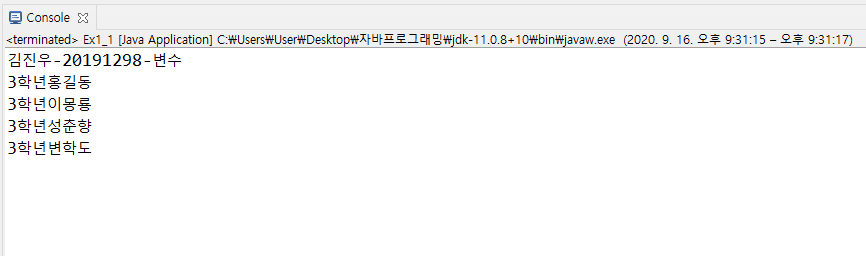 Console
<terminated> Ex1_1 [Java Application] C:₩Users₩User₩Desktop₩자바프로그래밍₩jdk-11.0.8+10₩bin₩javaw.exe (2020. 9. 16. 오후 9:31:15 – 오후 9:31:17)
김진우-20191298-변수
3학년홍길동
3학년이몽룡
3학년성준향
3학년변학도